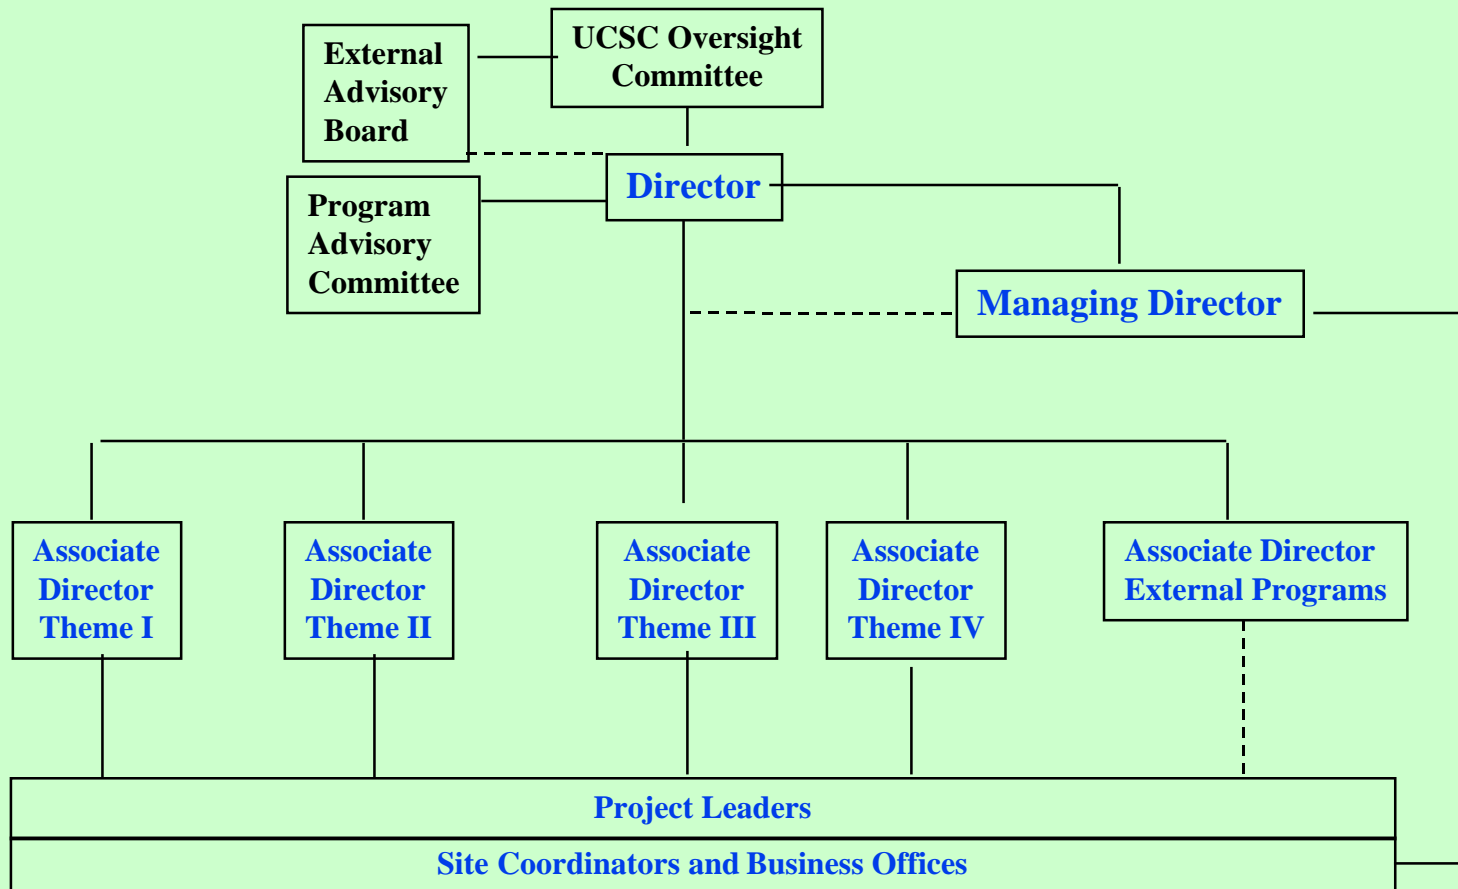 External
Advisory
Board
UCSC Oversight
Committee
Director
Program
Advisory
Committee
Managing Director
Associate
Director
Theme I
Associate
Director
Theme II
Associate
Director
Theme III
Associate
Director
Theme IV
Associate Director
External Programs
Project Leaders
Site Coordinators and Business Offices